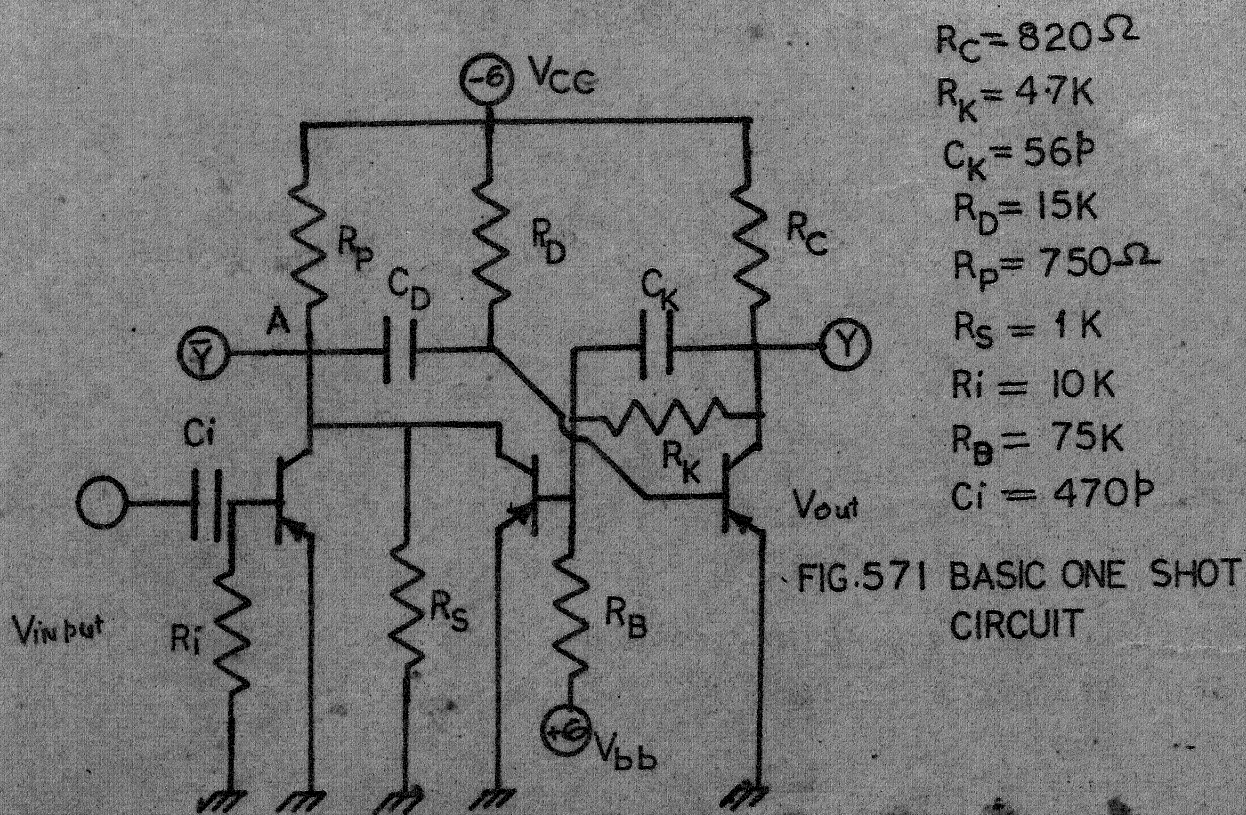 -6 VCC
RP
RD
RC
A
CD
CK
Y̅
Y
Ci
RK
Vout
Vinput
Ri
RS
RB
+6
Vbb
RC = 820Ω
RK = 4.7K
CK = 56p
RD = 15K
RP = 750Ω
RS = 1K
Ri = 10K
RB = 75K
Ci = 470p
FIG.571 BASIC ONE SHOT
CIRCUIT